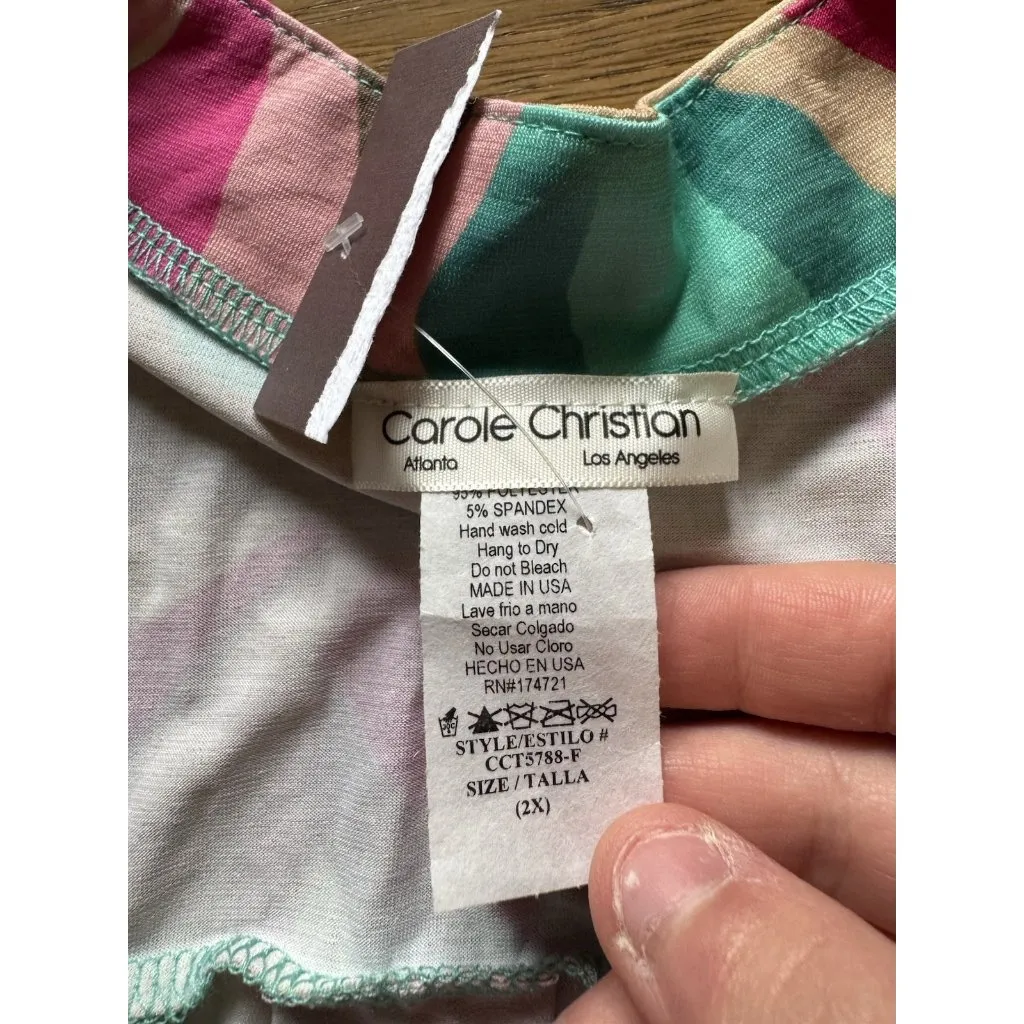 Carole Christian
Atlanta Los Angeles
95% POLYESTER
5% SPANDEX
Hand wash cold
Hang to Dry
Do not Bleach
MADE IN USA
Lave frio a mano
Secar Colgado
No Usar Cloro
HECHO EN USA
RN#174721
STYLE/ESTILO #
CCT5788-F
SIZE / TALLA
(2X)